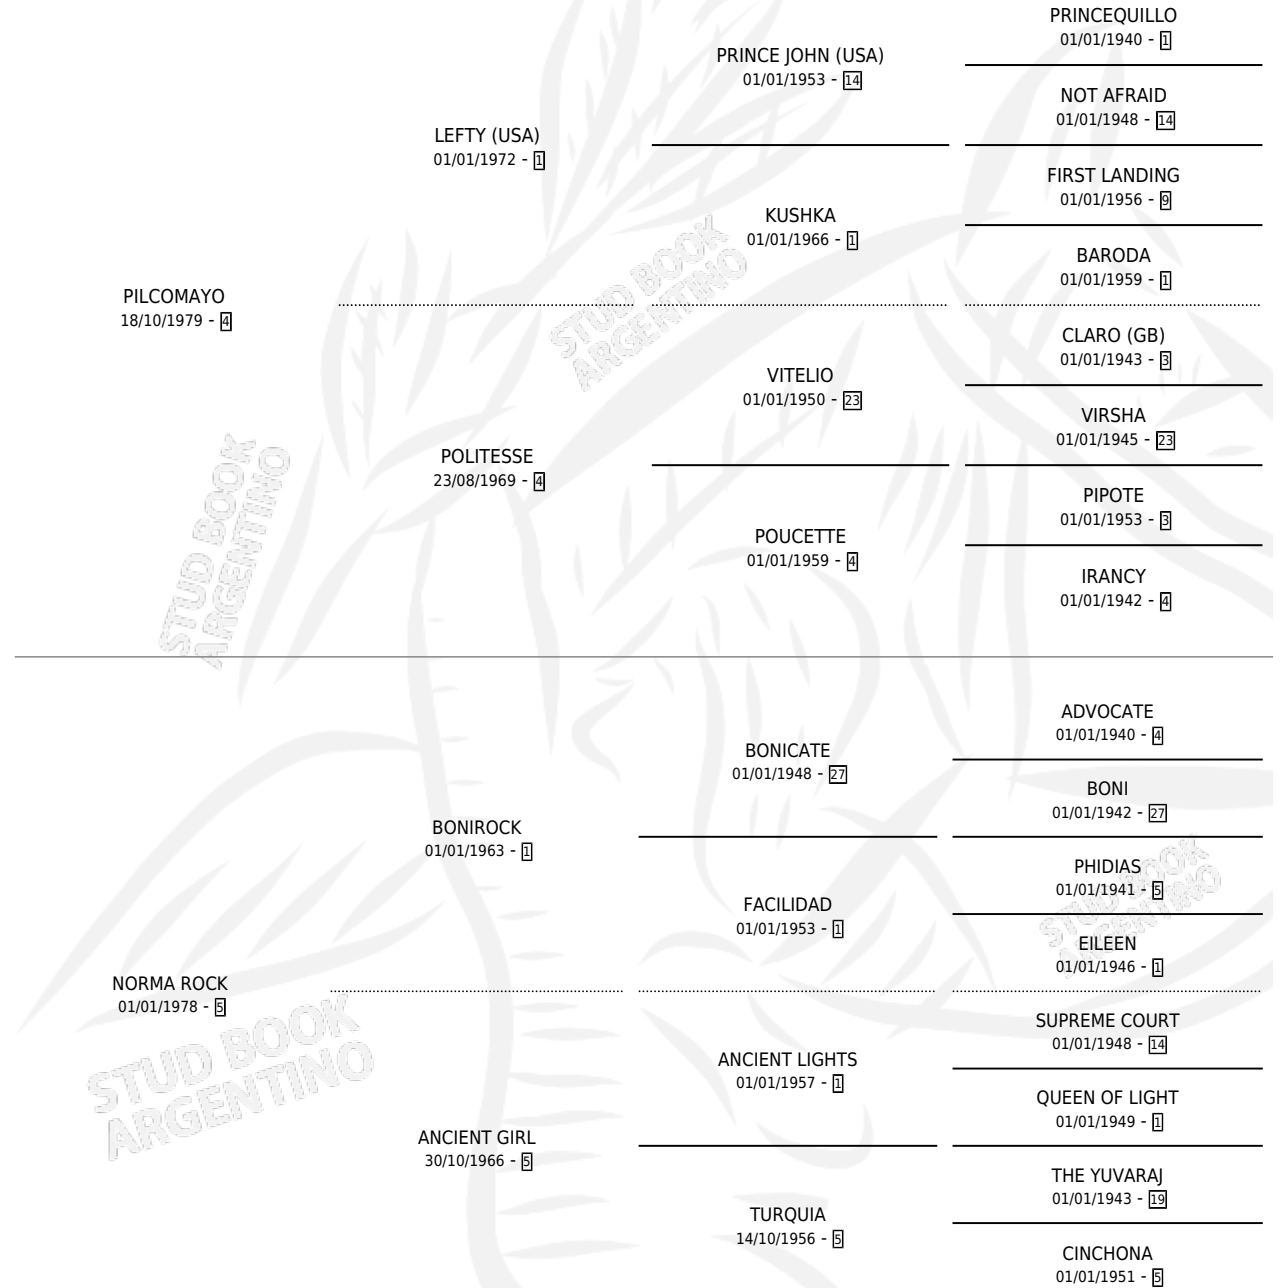 PRINCEQUILLO
01/01/1940 - 1
PRINCE JOHN (USA)
01/01/1953 - 14
NOT AFRAID
01/01/1948 - 14
LEFTY (USA)
01/01/1972 - 1
FIRST LANDING
01/01/1956 - 9
KUSHKA
01/01/1966 - 1
BARODA
01/01/1959 - 1
PILCOMAYO
18/10/1979 - 4
CLARO (GB)
01/01/1943 - 3
VITELIO
01/01/1950 - 23
VIRSHA
01/01/1945 - 23
POLITESSE
23/08/1969 - 4
PIPOTE
01/01/1953 - 3
POUCETTE
01/01/1959 - 4
IRANCY
01/01/1942 - 4
STUD BOOK
ARGENTINO
STUD BOOK
ARGENTINO
ADVOCATE
01/01/1940 - 4
BONICATE
01/01/1948 - 27
BONI
01/01/1942 - 27
BONIROCK
01/01/1963 - 1
PHIDIAS
01/01/1941 - 5
FACILIDAD
01/01/1953 - 1
EILEEN
01/01/1946 - 1
NORMA ROCK
01/01/1978 - 5
SUPREME COURT
01/01/1948 - 14
ANCIENT LIGHTS
01/01/1957 - 1
QUEEN OF LIGHT
01/01/1949 - 1
ANCIENT GIRL
30/10/1966 - 5
THE YUVARAJ
01/01/1943 - 19
TURQUIA
14/10/1956 - 5
CINCHONA
01/01/1951 - 5
STUD BOOK
ARGENTINO
STUD BOOK
ARGENTINO